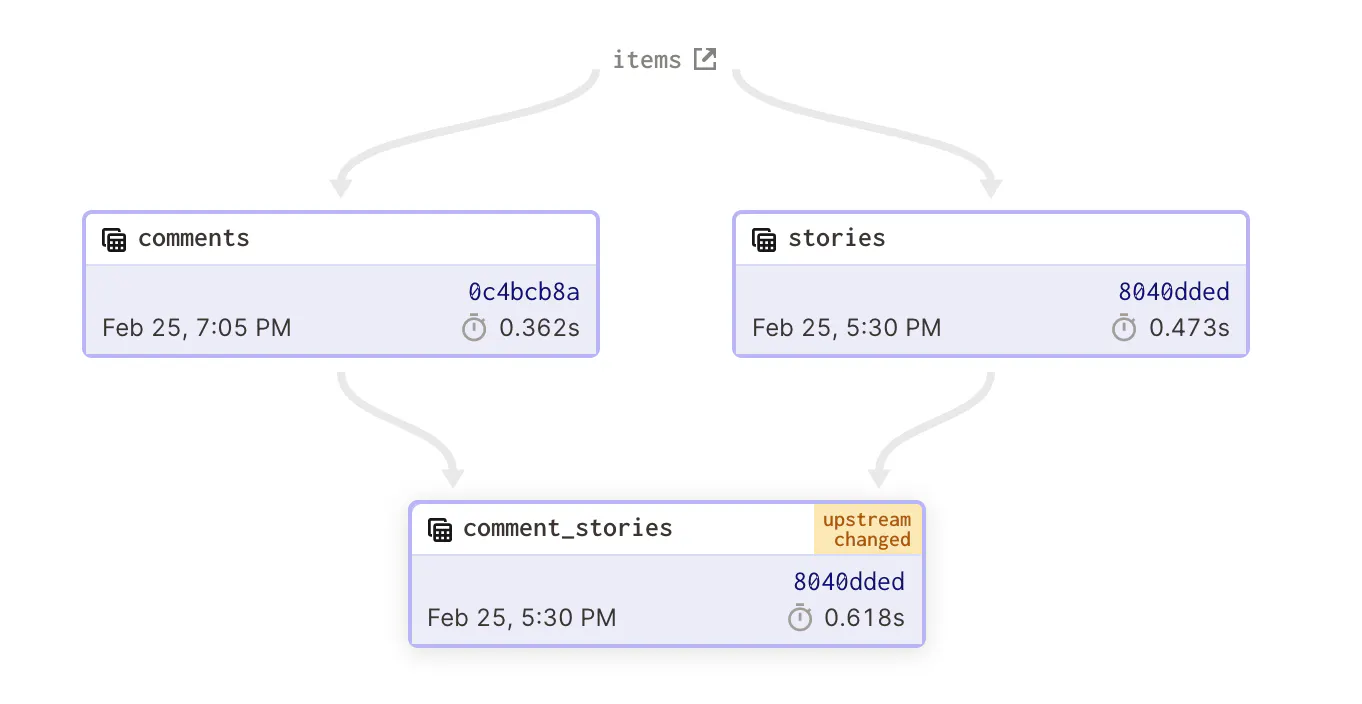 items
comments
0c4bcb8a
Feb 25, 7:05 PM 0.362s
stories
8040dded
Feb 25, 5:30 PM 0.473s
comment_stories
upstream
changed
8040dded
Feb 25, 5:30 PM 0.618s